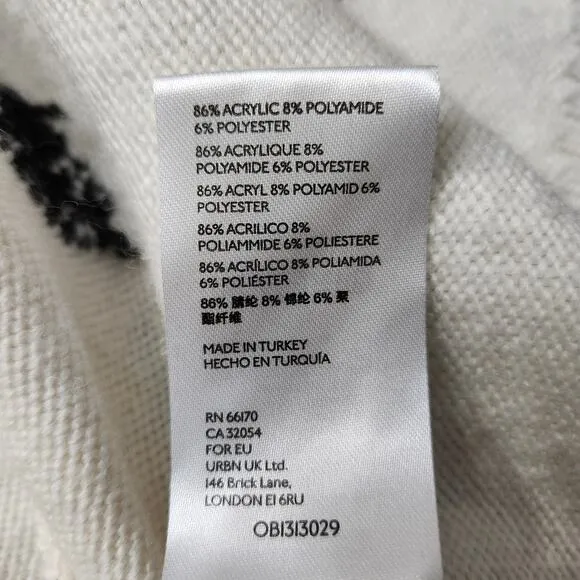 86% ACRYLIC 8% POLYAMIDE
6% POLYESTER
86% ACRYLIQUE 8%
POLYAMIDE 6% POLYESTER
86% ACRYL 8% POLYAMID 6%
POLYESTER
86% ACRILICO 8%
POLIAMMIDE 6% POLIESTERE
86% ACRÍLICO 8% POLIAMIDA
6% POLIÉSTER
86% 腈纶 8% 锦纶 6% 聚
酯纤维
MADE IN TURKEY
HECHO EN TURQUÍA
RN 66170
CA 32054
FOR EU
URBN UK Ltd.
146 Brick Lane,
LONDON E1 6RU
OB1313029